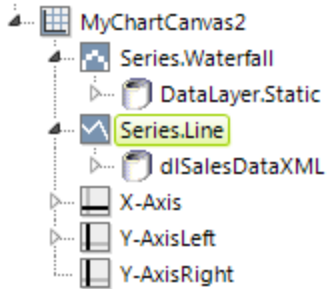 MyChartCanvas2
Series.Waterfall
DataLayer.Static
Series.Line
dlSalesDataXML
X-Axis
Y-AxisLeft
Y-AxisRight